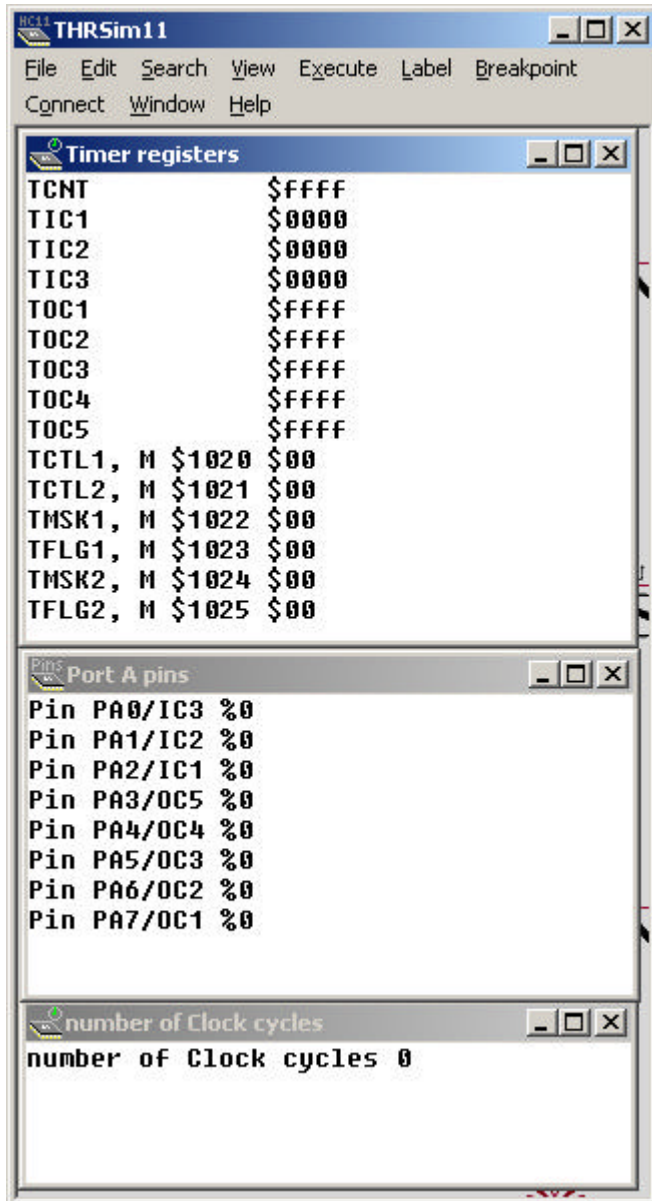 HC11 THRSim11
File Edit Search View Execute Label Breakpoint
Connect Window Help
Timer registers
TCNT $ffff
TIC1 $0000
TIC2 $0000
TIC3 $0000
TOC1 $ffff
TOC2 $ffff
TOC3 $ffff
TOC4 $ffff
TOC5 $ffff
TCTL1, M $1020 $00
TCTL2, M $1021 $00
TMSK1, M $1022 $00
TFLG1, M $1023 $00
TMSK2, M $1024 $00
TFLG2, M $1025 $00
Pins Port A pins
Pin PA0/IC3 %0
Pin PA1/IC2 %0
Pin PA2/IC1 %0
Pin PA3/OC5 %0
Pin PA4/OC4 %0
Pin PA5/OC3 %0
Pin PA6/OC2 %0
Pin PA7/OC1 %0
number of Clock cycles
number of Clock cycles 0